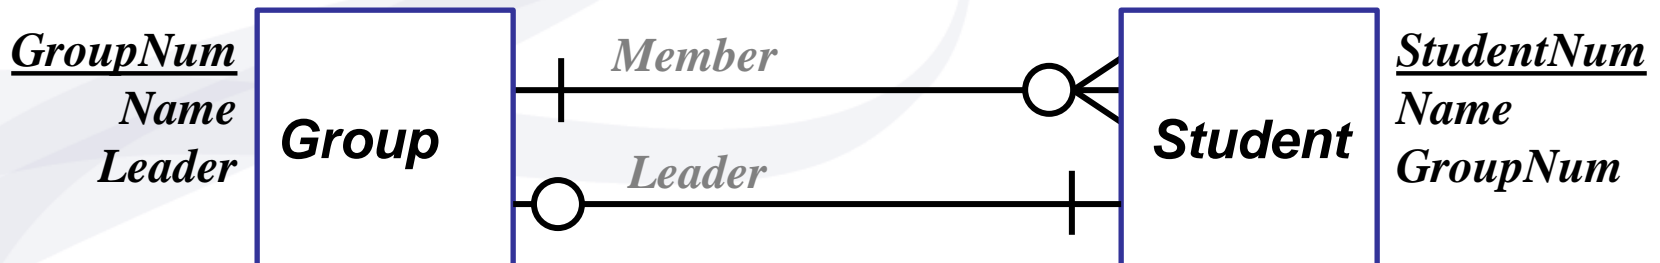 GroupNum
Name
Leader
Group
Member
Leader
Student
StudentNum
Name
GroupNum